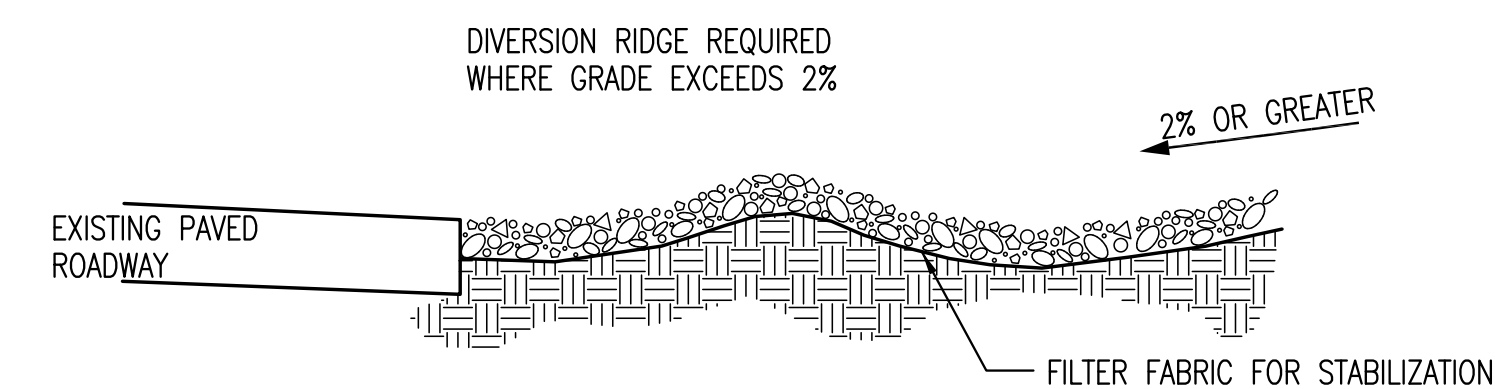 DIVERSION RIDGE REQUIRED
WHERE GRADE EXCEEDS 2%
2% OR GREATER
EXISTING PAVED
ROADWAY
FILTER FABRIC FOR STABILIZATION